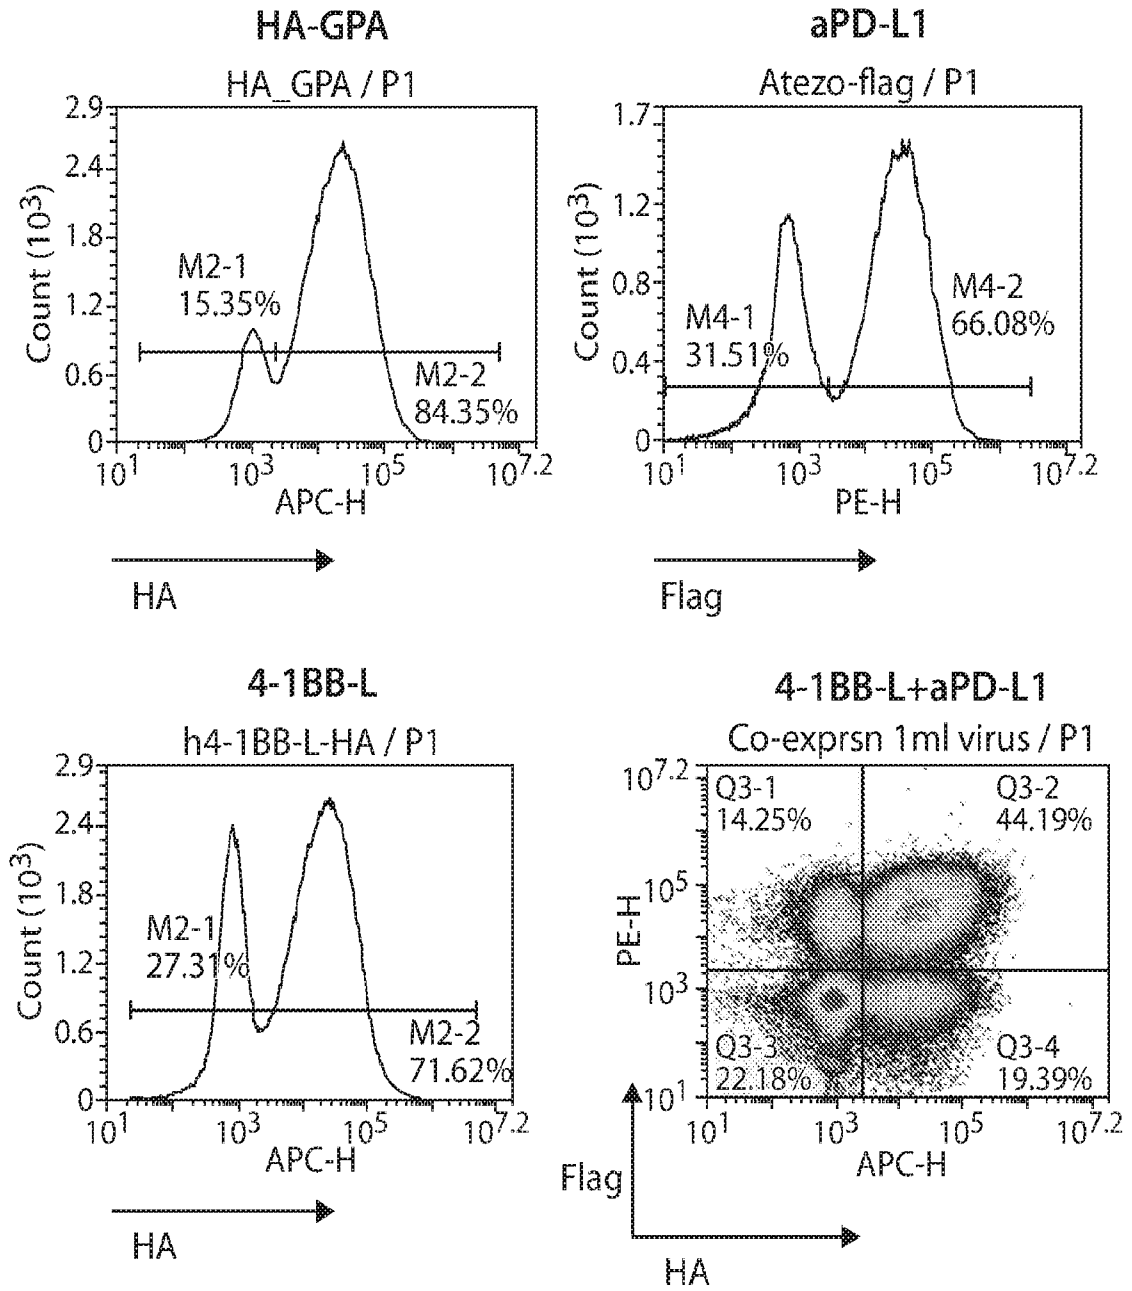 HA-GPA
HA_GPA / P1
2.9
2.4
1.8
1.2
0.6
0
Count (10³)
M2-1
15.35%
M2-2
84.35%
10¹
10³
10⁵
10⁷·²
APC-H
HA
aPD-L1
Atezo-flag / P1
1.7
1.2
0.8
0.4
0
Count (10³)
M4-1
31.51%
M4-2
66.08%
10¹
10³
10⁵
10⁷·²
PE-H
Flag
4-1BB-L
h4-1BB-L-HA / P1
2.9
2.4
1.8
1.2
0.6
0
Count (10³)
M2-1
27.31%
M2-2
71.62%
10¹
10³
10⁵
10⁷·²
APC-H
HA
4-1BB-L+aPD-L1
Co-exprsn 1ml virus / P1
10⁷·²
10⁵
10³
10¹
PE-H
Q3-1
14.25%
Q3-2
44.19%
Q3-3
22.18%
Q3-4
19.39%
10¹
10³
10⁵
10⁷·²
APC-H
Flag
HA